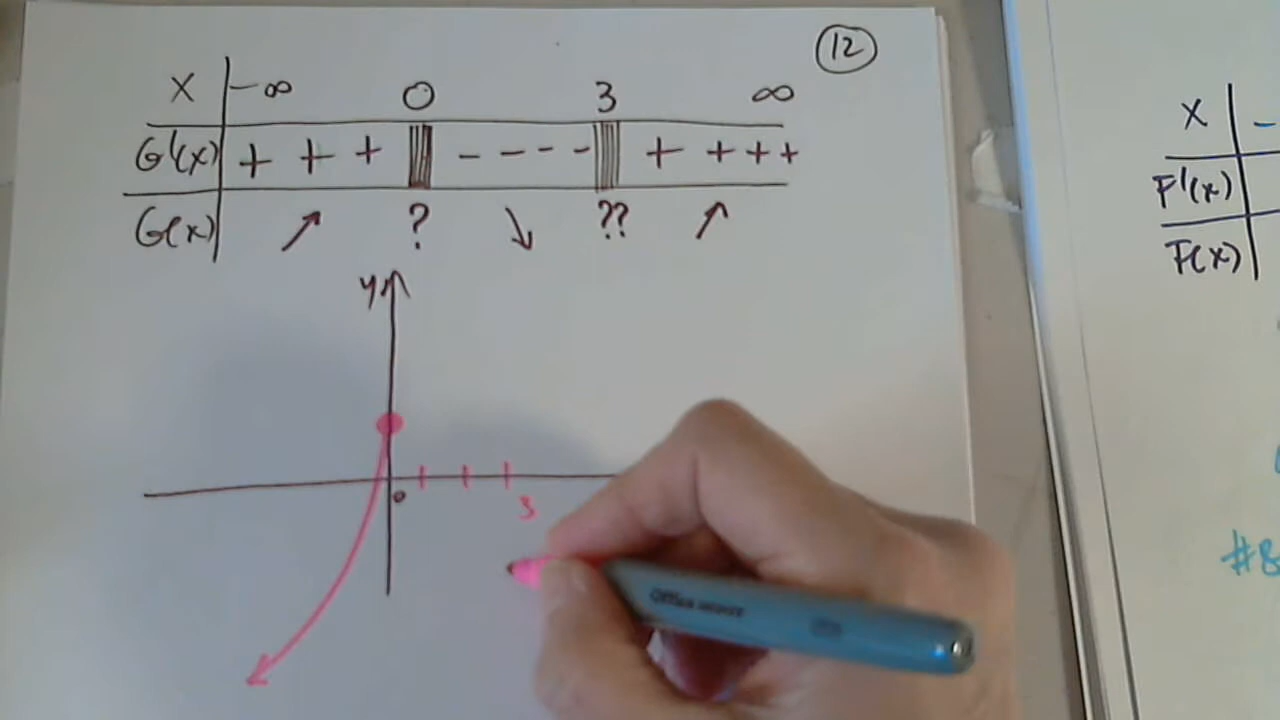 12
X -∞ 0 3 ∞
G'(x) + + + - - - - + + + +
G(x) ↗ ? ↘ ?? ↗
y
0
3
X -
F'(x)
F(x)
#8